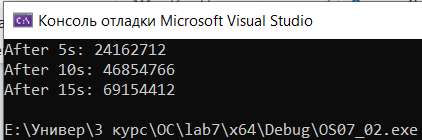 Консоль отладки Microsoft Visual Studio
After 5s: 24162712
After 10s: 46854766
After 15s: 69154412
E:\Универ\3 курс\ОС\lab7\x64\Debug\OS07_02.exe